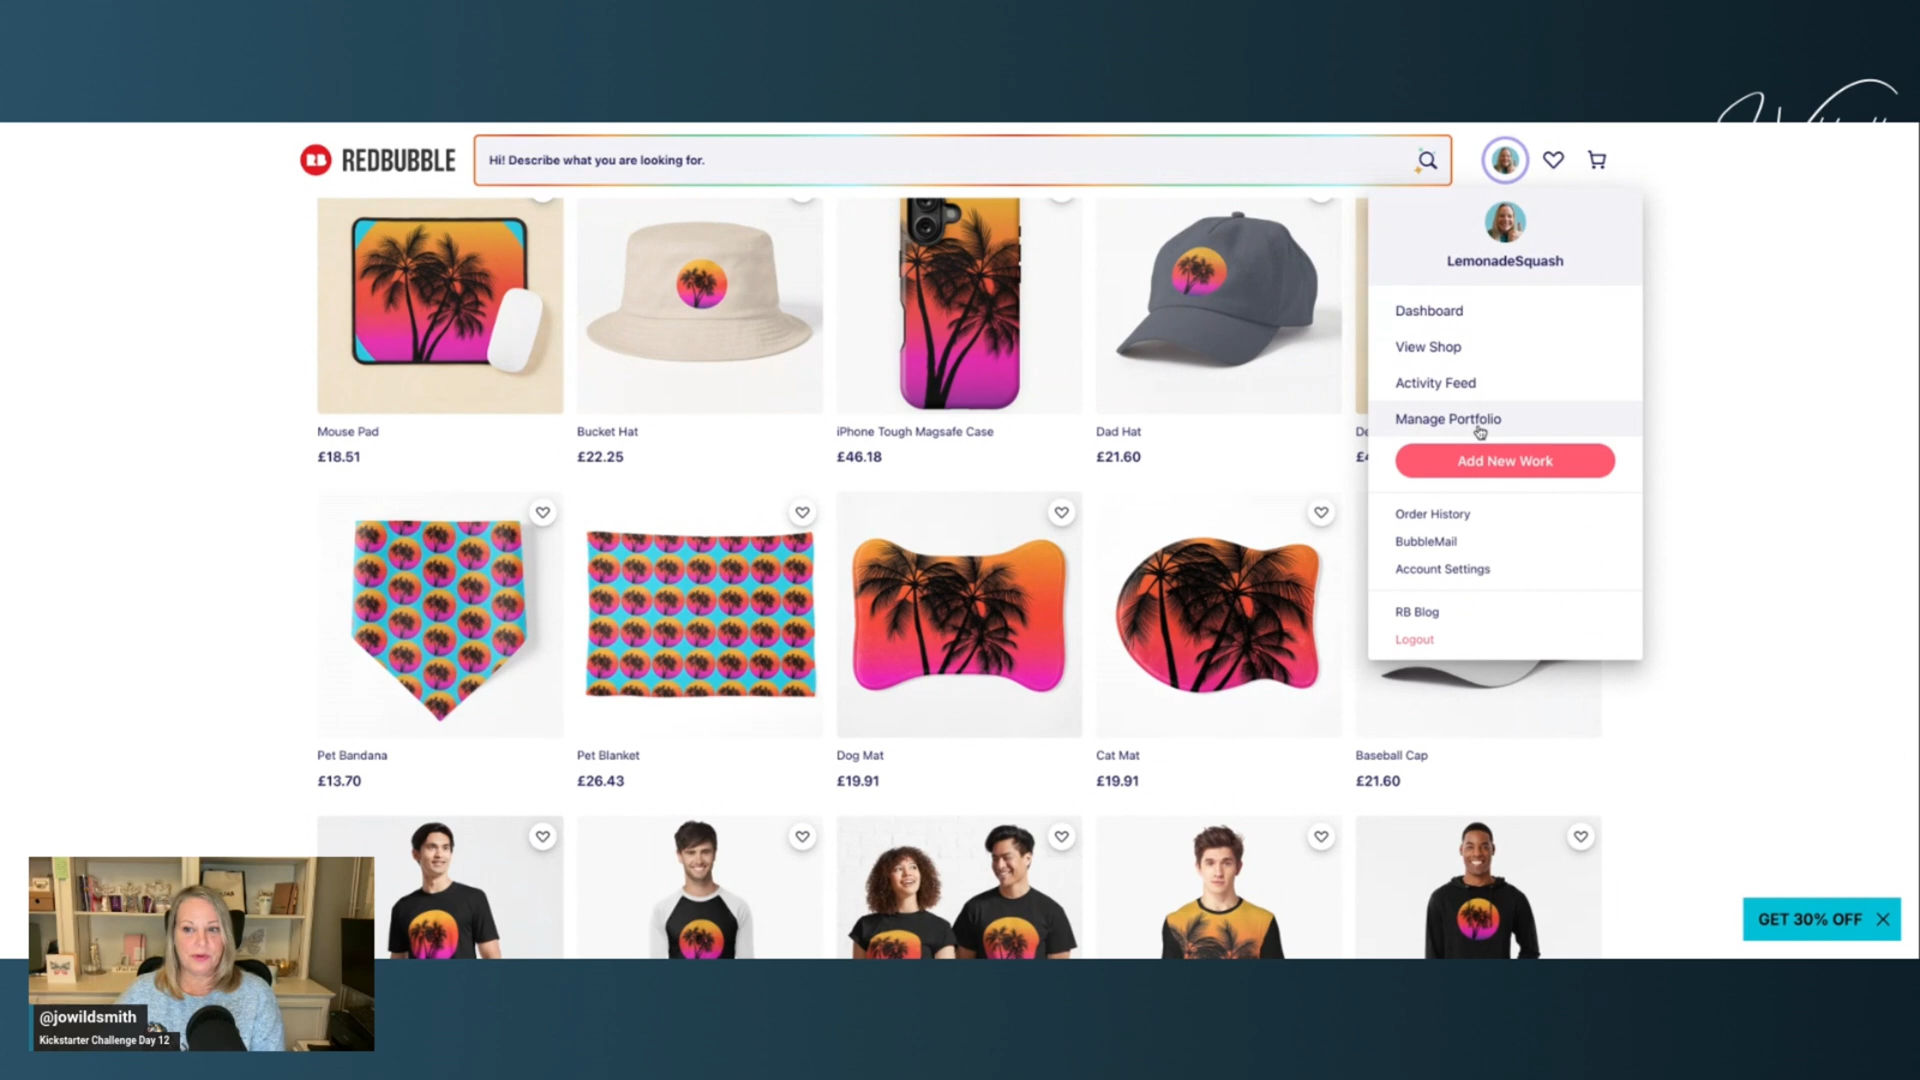 RB REDBUBBLE
Hi! Describe what you are looking for.
LemonadeSquash
Dashboard
View Shop
Activity Feed
Manage Portfolio
Add New Work
Order History
BubbleMail
Account Settings
RB Blog
Logout
Mouse Pad
£18.51
Bucket Hat
£22.25
iPhone Tough Magsafe Case
£46.18
Dad Hat
£21.60
Pet Bandana
£13.70
Pet Blanket
£26.43
Dog Mat
£19.91
Cat Mat
£19.91
Baseball Cap
£21.60
GET 30% OFF
@jowildsmith
Kickstarter Challenge Day 12